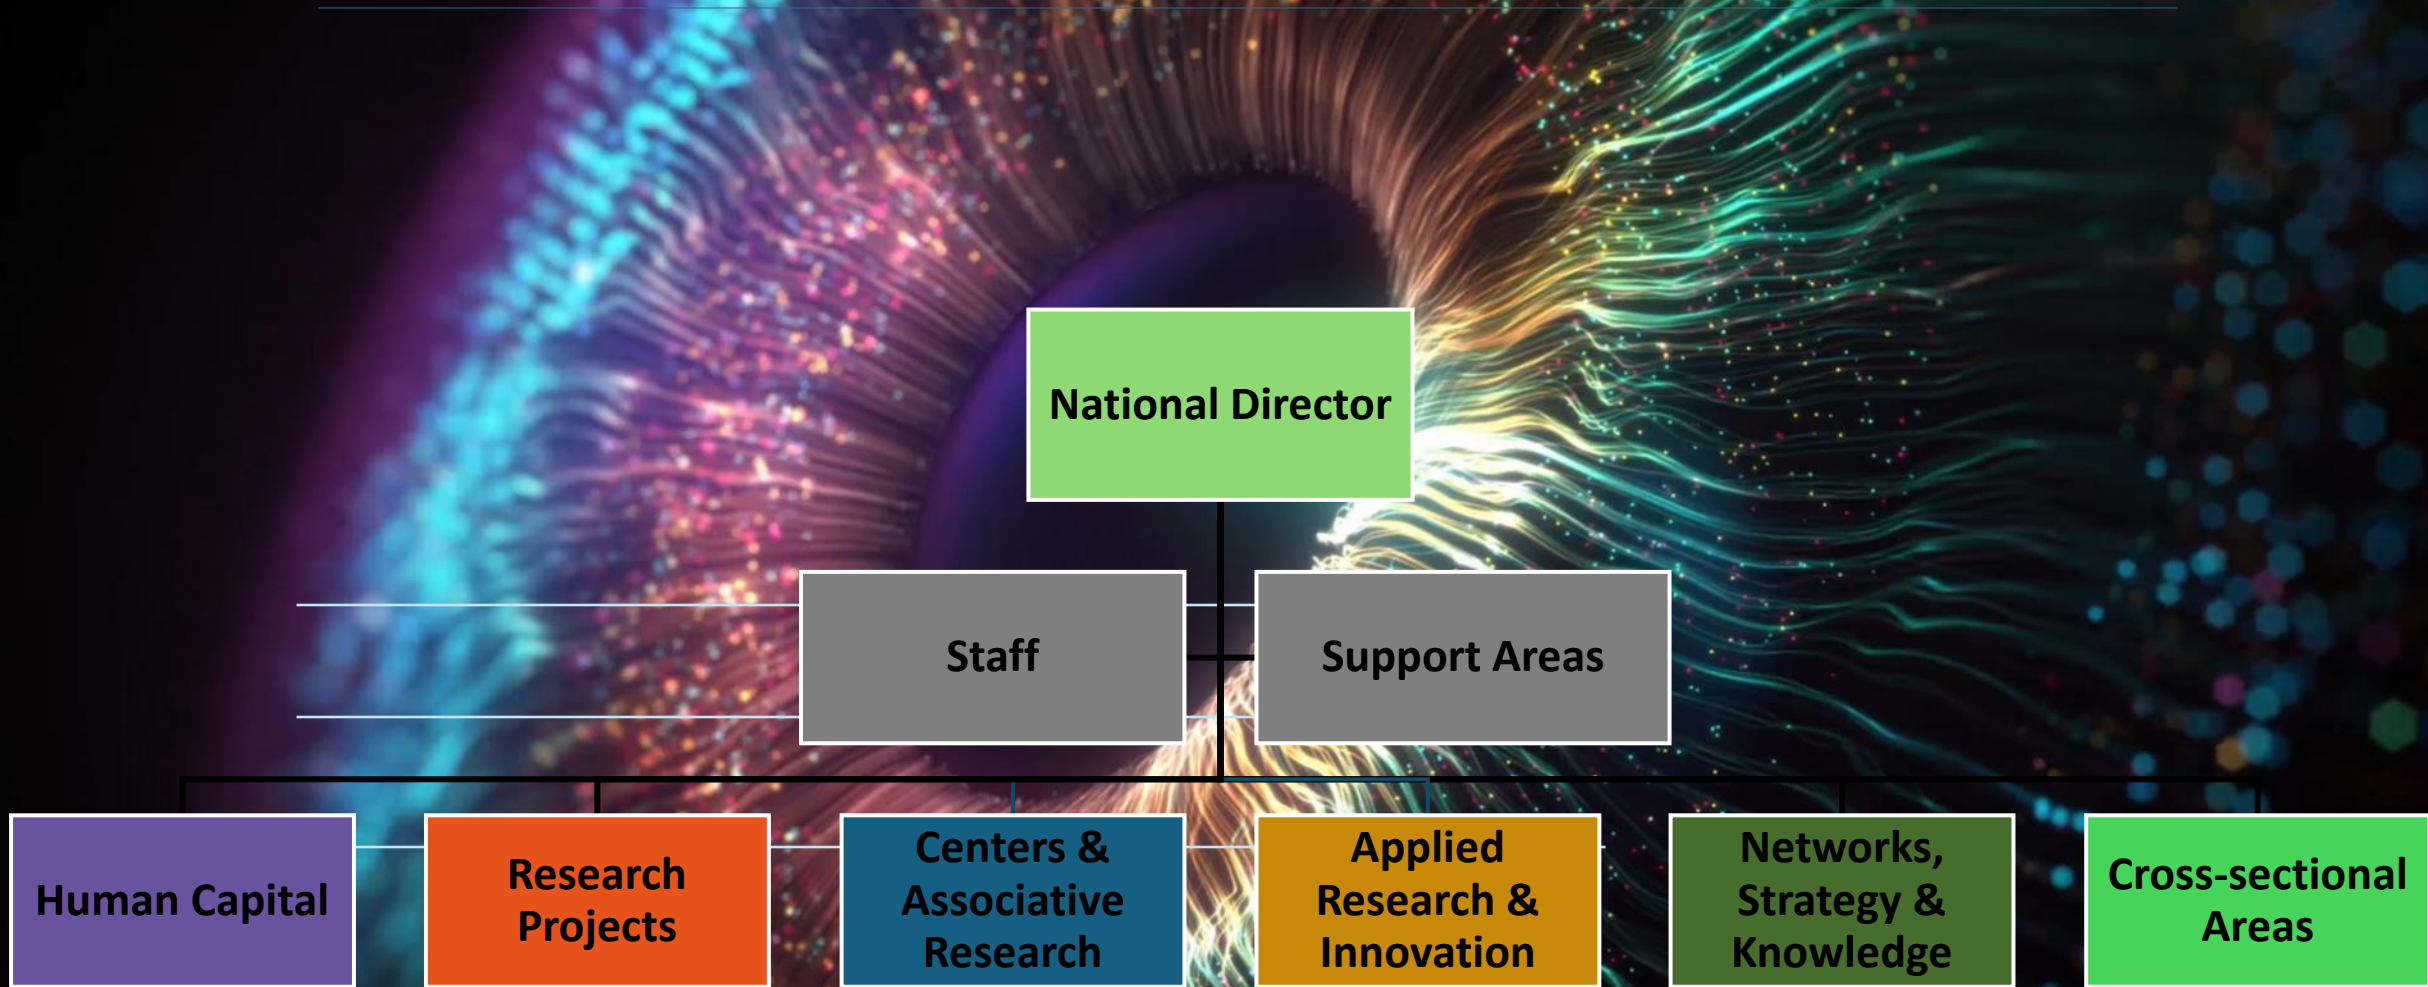 National Director
Staff
Support Areas
Human Capital
Research
Projects
Centers &
Associative
Research
Applied
Research &
Innovation
Networks,
Strategy &
Knowledge
Cross-sectional
Areas